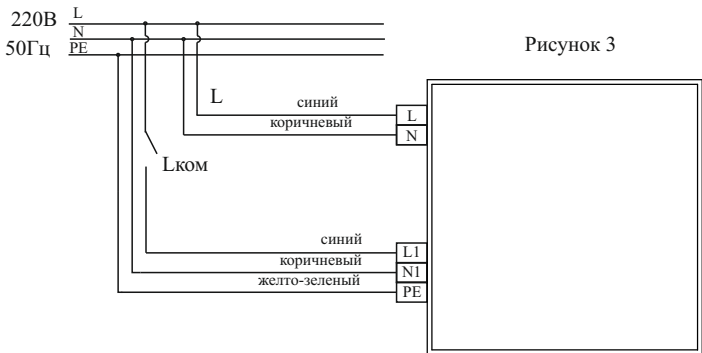 220В L
N
50Гц PE
Рисунок 3
L
синий L
коричневый N
Lком
синий L1
коричневый N1
желто-зеленый PE